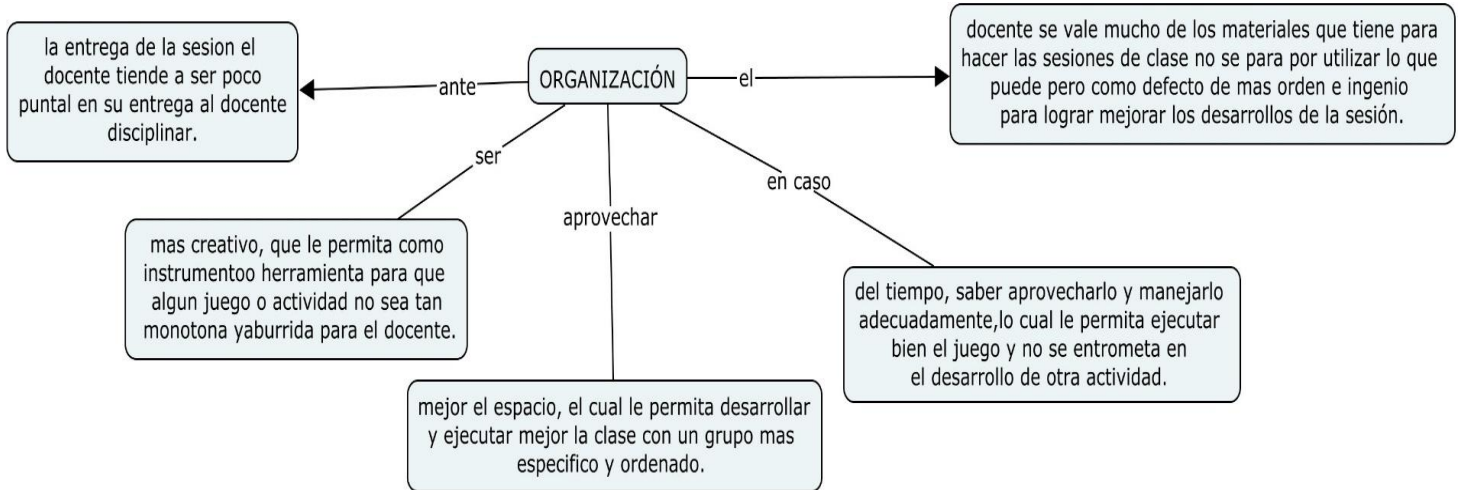 la entrega de la sesion el
docente tiende a ser poco
puntal en su entrega al docente
disciplinar.
ante
ORGANIZACIÓN
el
docente se vale mucho de los materiales que tiene para
hacer las sesiones de clase no se para por utilizar lo que
puede pero como defecto de mas orden e ingenio
para lograr mejorar los desarrollos de la sesión.
ser
en caso
aprovechar
mas creativo, que le permita como
instrumentoo herramienta para que
algun juego o actividad no sea tan
monotona yaburrida para el docente.
del tiempo, saber aprovecharlo y manejarlo
adecuadamente,lo cual le permita ejecutar
bien el juego y no se entrometa en
el desarrollo de otra actividad.
mejor el espacio, el cual le permita desarrollar
y ejecutar mejor la clase con un grupo mas
especifico y ordenado.